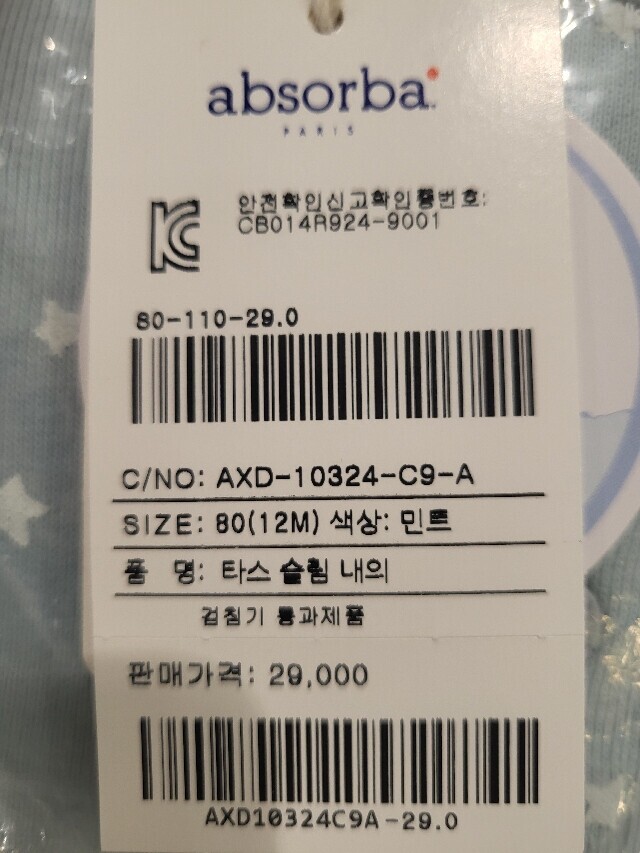 absorba.
PARIS
안전확인신고확인증번호:
CB014R924-9001
80-110-29.0
C/NO: AXD-10324-C9-A
SIZE: 80(12M) 색상: 민트
품 명: 타스 슬림 내의
검침기 통과제품
판매가격: 29,000
AXD10324C9A-29.0